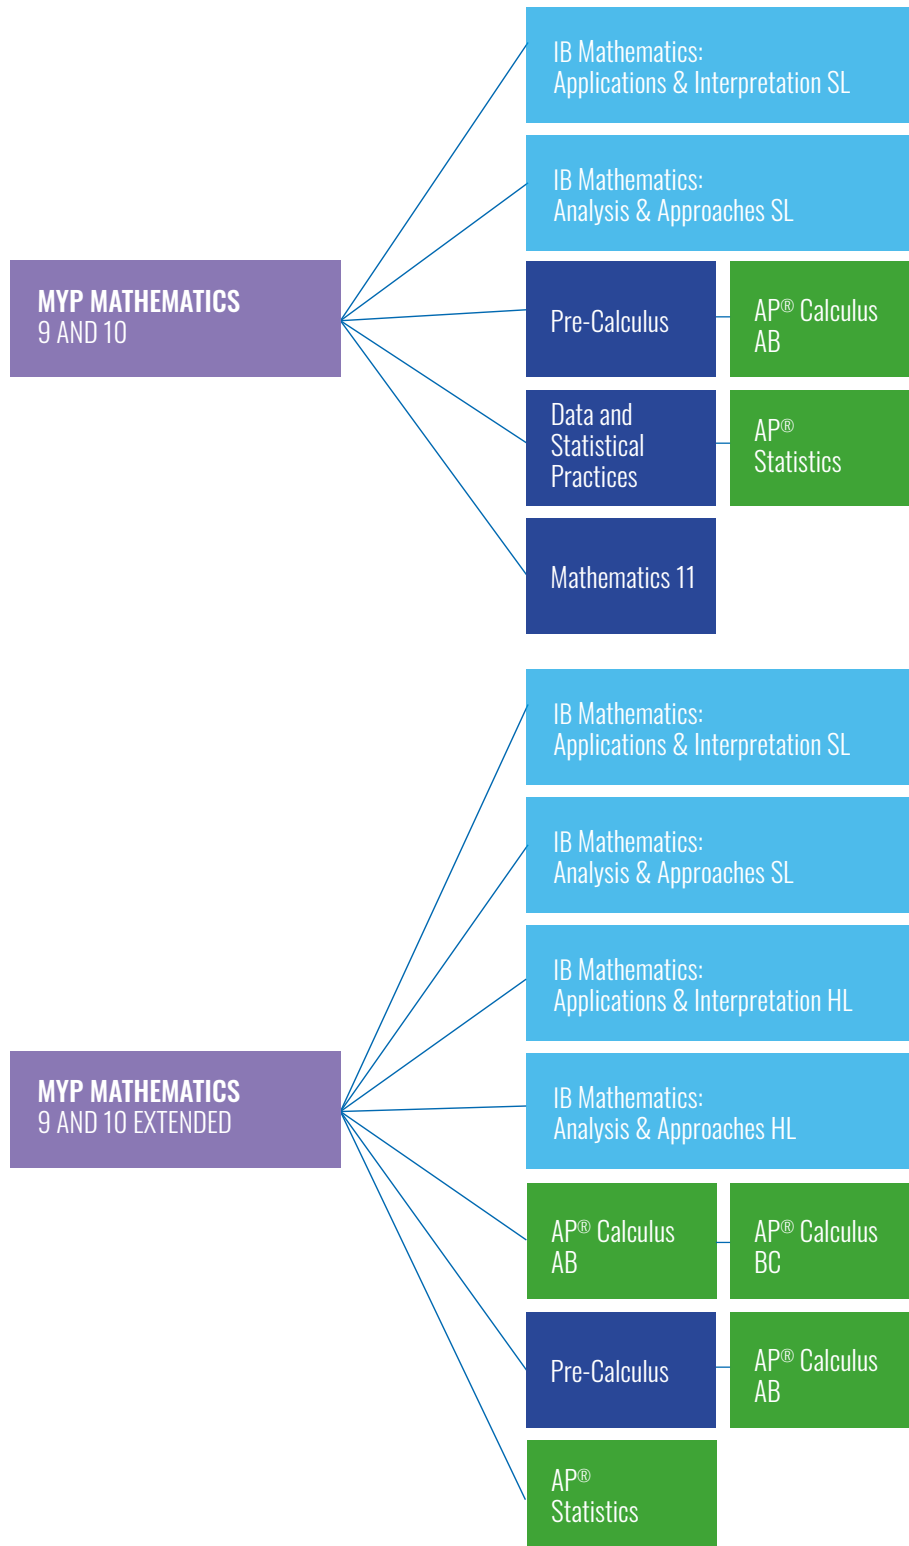 IB Mathematics:
Applications & Interpretation SL
IB Mathematics:
Analysis & Approaches SL
MYP MATHEMATICS
9 AND 10
Pre-Calculus
AP® Calculus
AB
Data and
Statistical
Practices
AP®
Statistics
Mathematics 11
IB Mathematics:
Applications & Interpretation SL
IB Mathematics:
Analysis & Approaches SL
IB Mathematics:
Applications & Interpretation HL
MYP MATHEMATICS
9 AND 10 EXTENDED
IB Mathematics:
Analysis & Approaches HL
AP® Calculus
AB
AP® Calculus
BC
Pre-Calculus
AP® Calculus
AB
AP®
Statistics